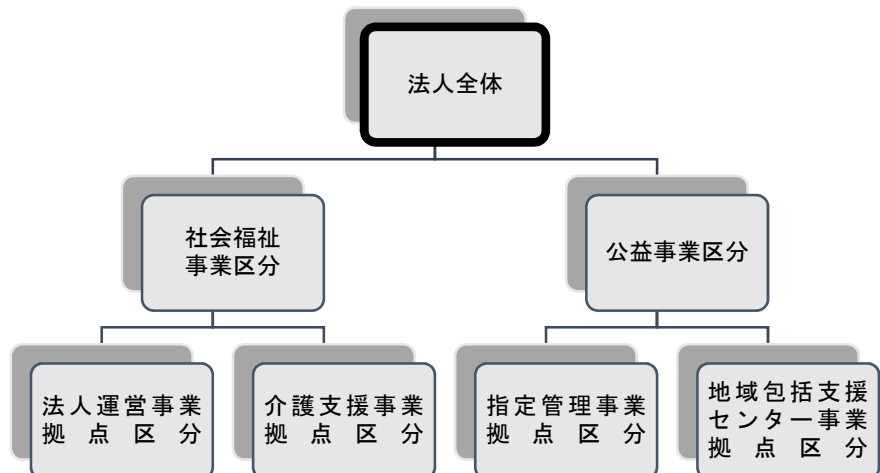 法人全体
社会福祉
事業区分
公益事業区分
法人運営事業
拠点区分
介護支援事業
拠点区分
指定管理事業
拠点区分
地域包括支援
センター事業
拠点区分